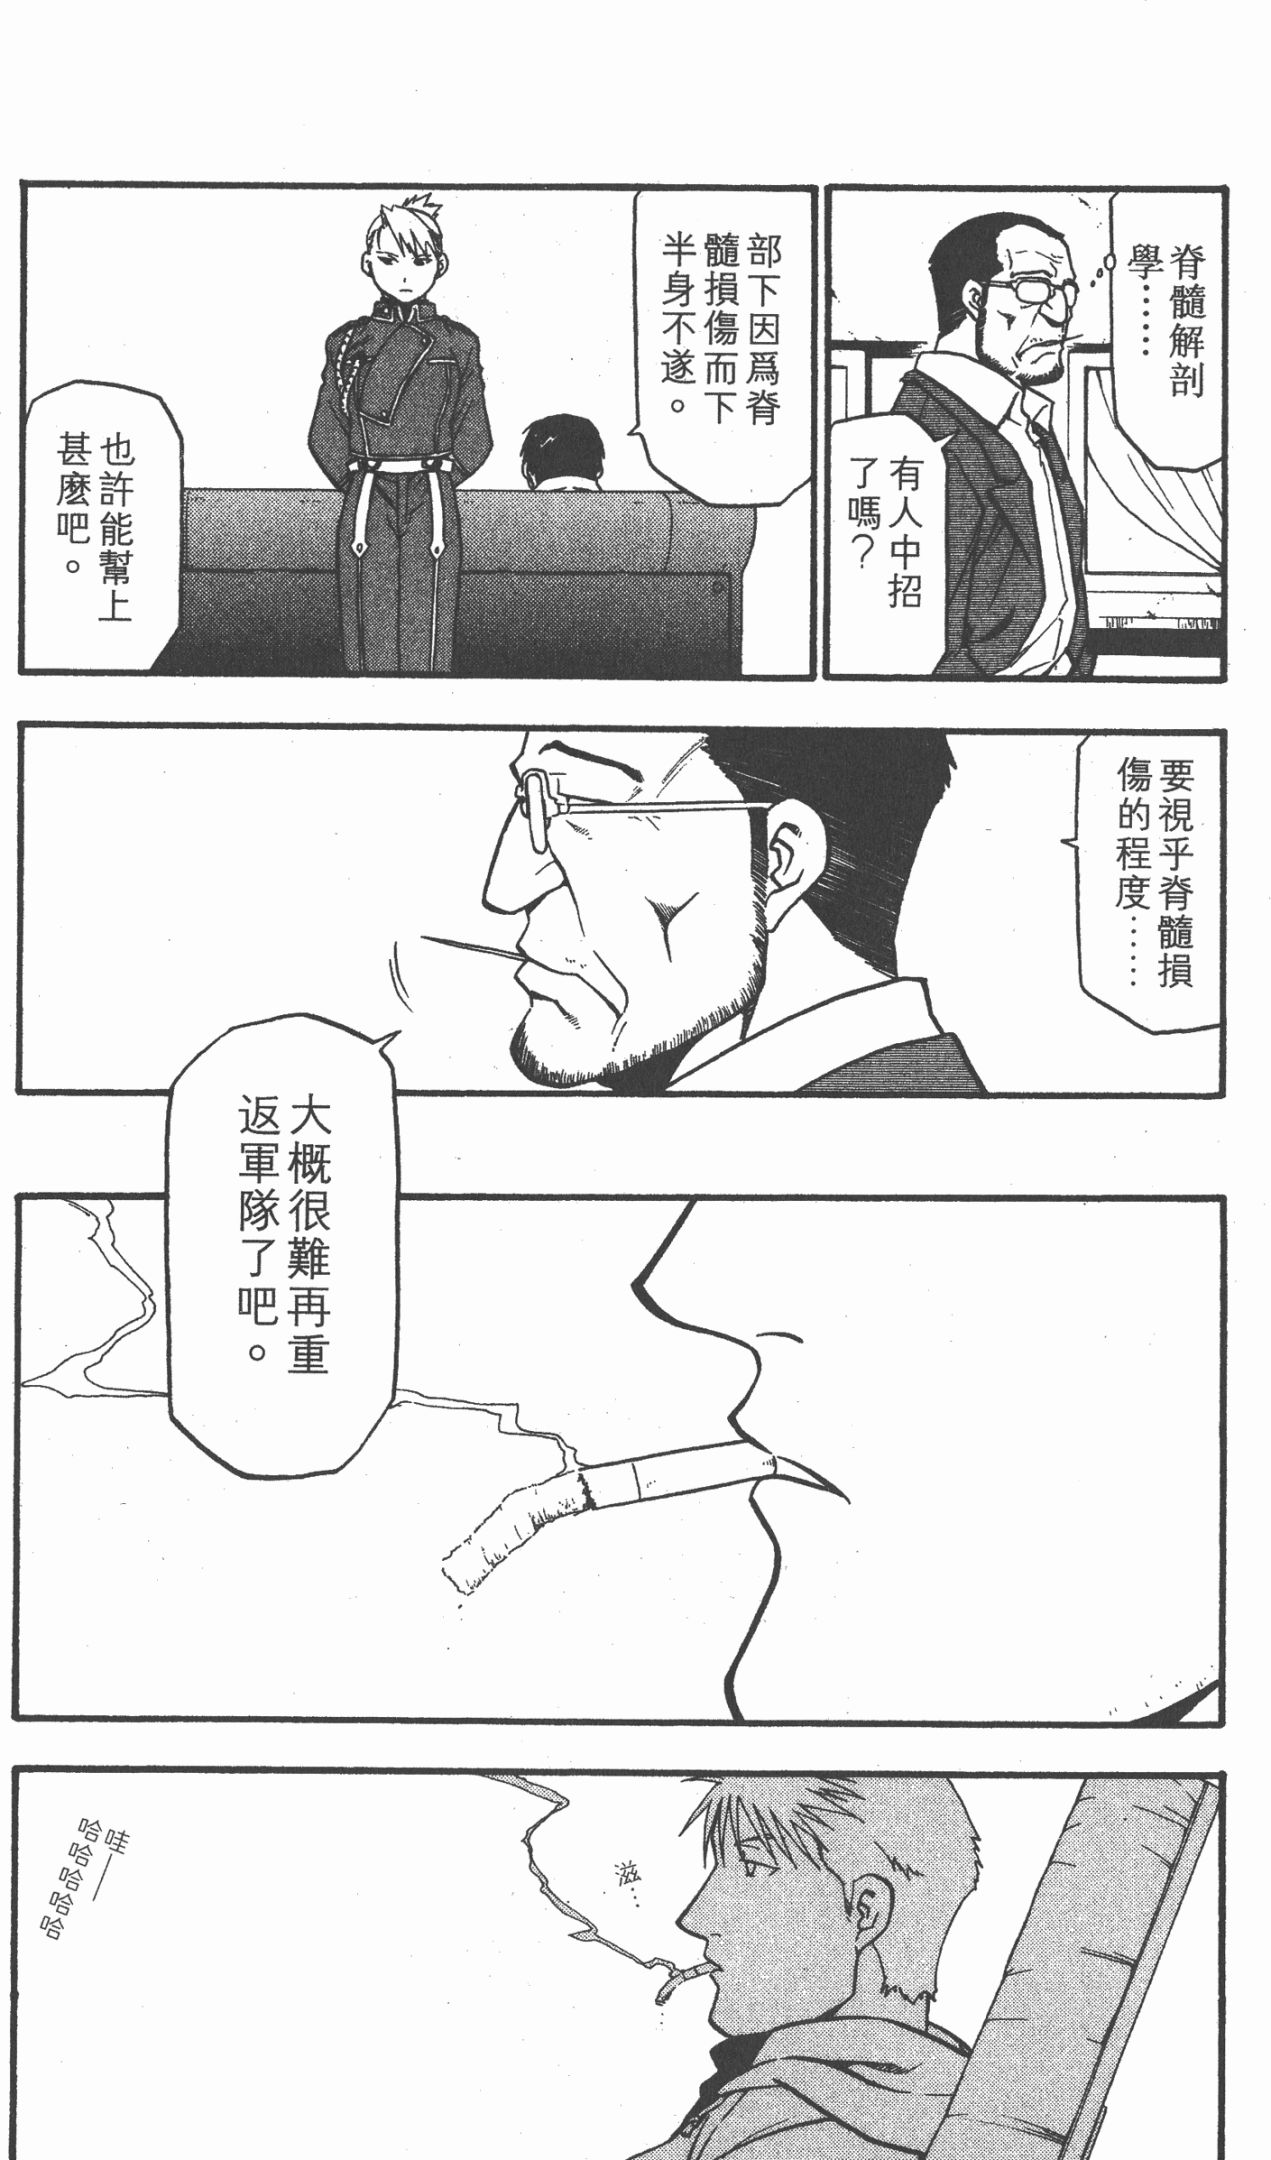 脊髓解剖
學……
有人中招
了嗎？
部下因爲脊
髓損傷而下
半身不遂。
也許能幫上
甚麼吧。
要視乎脊髓損
傷的程度……
大概很難再重
返軍隊了吧。
滋…
哇——
哈哈哈哈哈